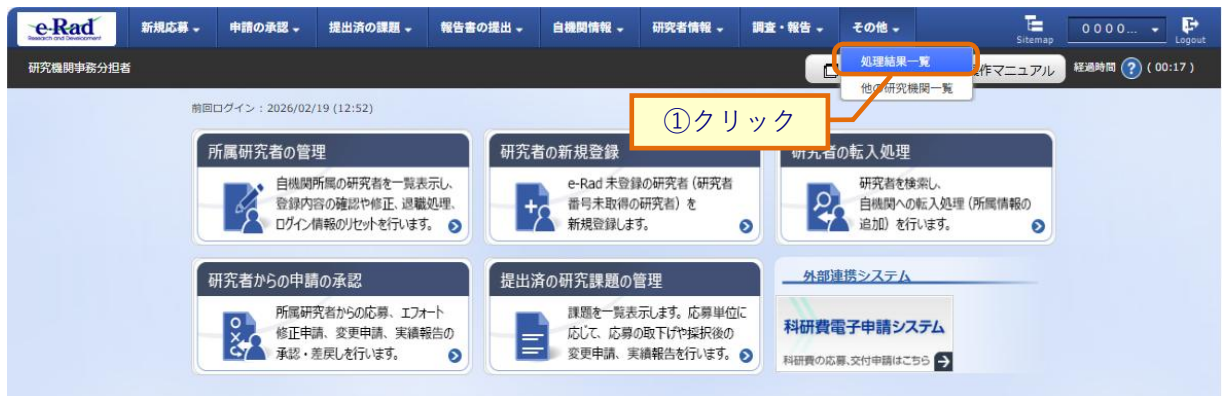 e-Rad
Research and Development
新規応募
申請の承認
提出済の課題
報告書の提出
自機関情報
研究者情報
調査・報告
その他
Sitemap
0000...
Logout
研究機関事務分担者
処理結果一覧
作マニュアル
経過時間 ? ( 00:17 )
他の研究機関一覧
①クリック
前回ログイン : 2026/02/19 (12:52)
所属研究者の管理
自機関所属の研究者を一覧表示し、
登録内容の確認や修正、退職処理、
ログイン情報のリセットを行います。
研究者の新規登録
e-Rad 未登録の研究者 (研究者
番号未取得の研究者) を
新規登録します。
研究者の転入処理
研究者を検索し、
自機関への転入処理 (所属情報の
追加) を行います。
研究者からの申請の承認
所属研究者からの応募、エフォート
修正申請、変更申請、実績報告の
承認・差戻しを行います。
提出済の研究課題の管理
課題を一覧表示します。応募単位に
応じて、応募の取下げや採択後の
変更申請、実績報告を行います。
外部連携システム
科研費電子申請システム
科研費の応募、交付申請はこちら